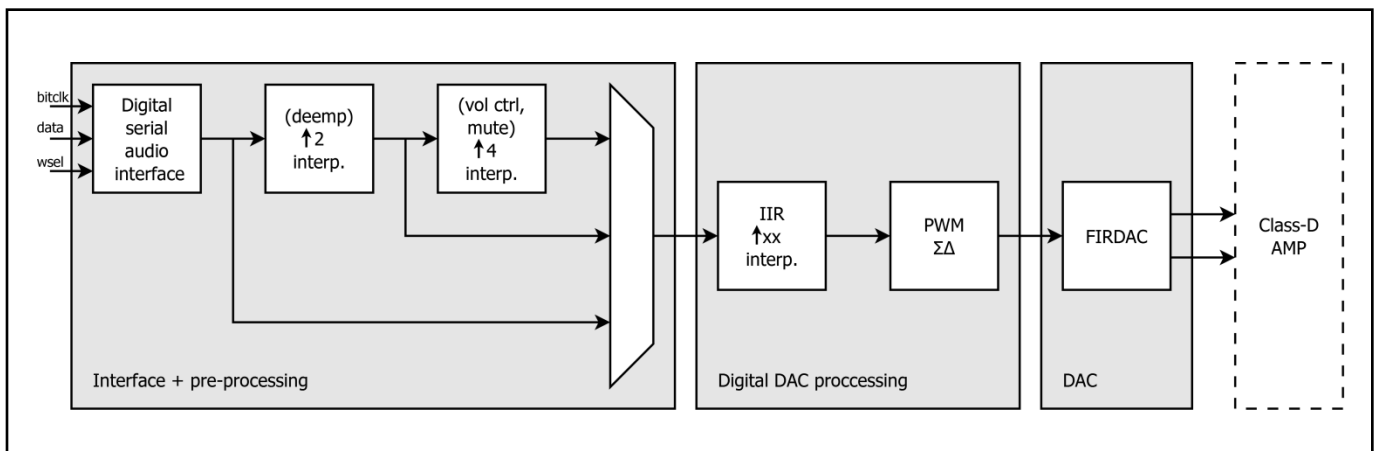 bitclk
data
wsel
Digital
serial
audio
interface
(deemp)
↑2
interp.
(vol ctrl,
mute)
↑4
interp.
IIR
↑xx
interp.
PWM
ΣΔ
FIRDAC
Class-D
AMP
Interface + pre-processing
Digital DAC proccessing
DAC